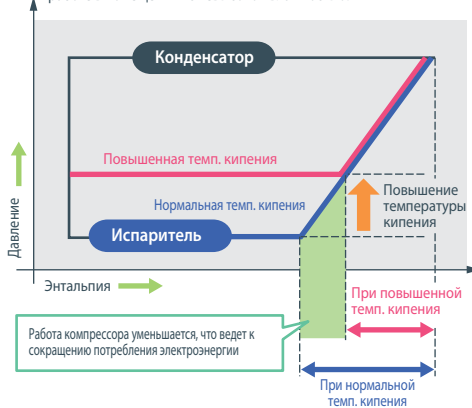 Конденсатор
Повышенная темп. кипения
Нормальная темп. кипения
Испаритель
Давление
Энтальпия
Повышение
температуры
кипения
При повышенной
темп. кипения
Работа компрессора уменьшается, что ведет к
сокращению потребления электроэнергии
При нормальной
темп. кипения